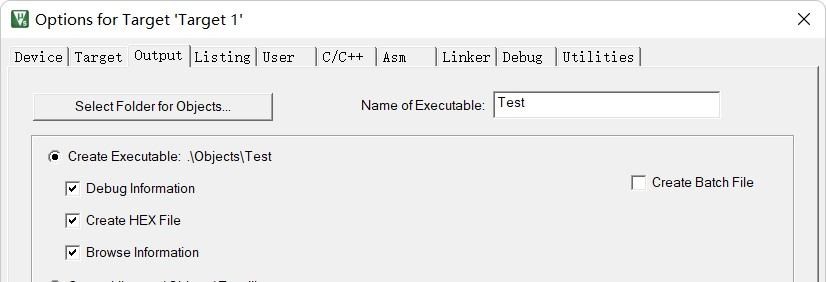 Options for Target 'Target 1'
Device Target Output Listing User C/C++ Asm Linker Debug Utilities
Select Folder for Objects... Name of Executable: Test
Create Executable: .\Objects\Test
Debug Information Create Batch File
Create HEX File
Browse Information